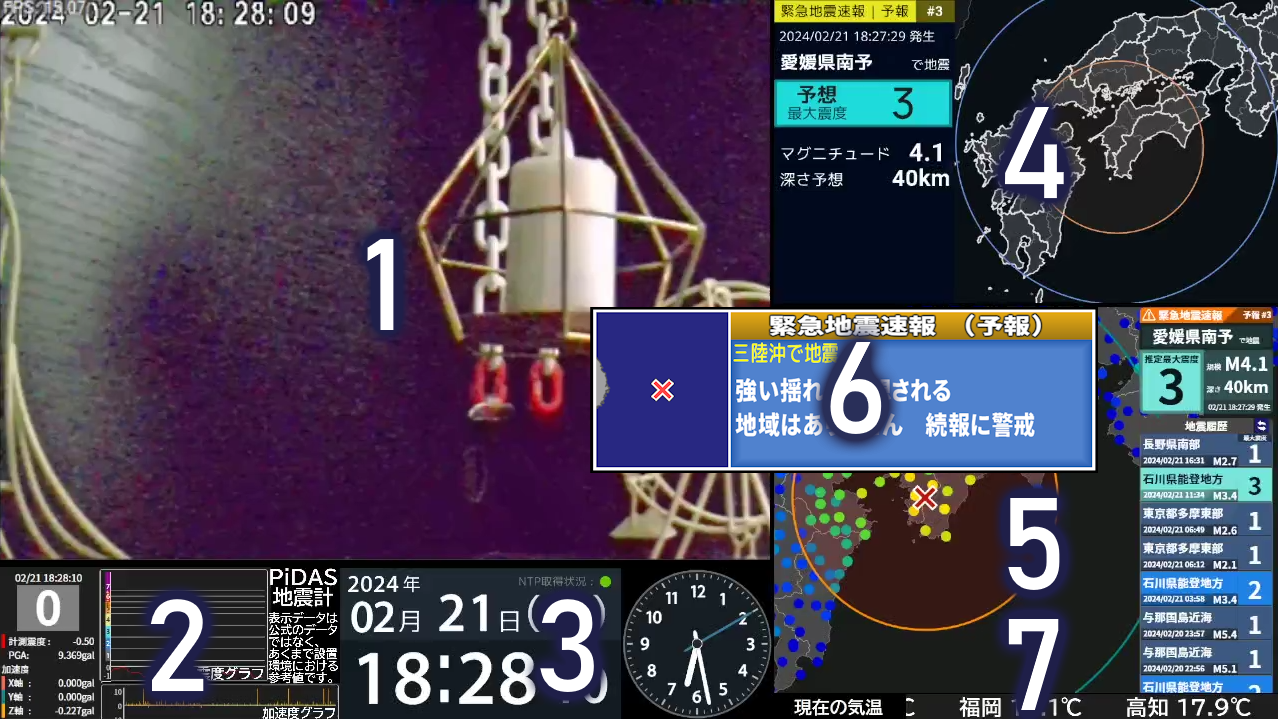 2024-02-21 18:28:09
1
緊急地震速報 | 予報 #3
2024/02/21 18:27:29 発生
愛媛県南予 で地震
予想
最大震度 3
マグニチュード 4.1
深さ予想 40km
4
緊急地震速報 (予報)
三陸沖で地震
強い揺れ
される
地域はあ
ん 続報に警戒
6
緊急地震速報 予報 #3
愛媛県南予 で地震
推定最大震度
3
規模 M4.1
深さ 40km
02/21 18:27:29 発生
地震履歴
最大震度
長野県南部
2024/02/21 16:31 M2.7 1
石川県能登地方
2024/02/21 11:34 M3.4 3
東京都多摩東部
2024/02/21 06:49 M2.6 1
東京都多摩東部
2024/02/21 06:12 M2.1 1
石川県能登地方
2024/02/21 03:58 M3.4 2
与那国島近海
2024/02/20 23:57 M5.4 1
与那国島近海
2024/02/20 22:56 M5.1 1
石川県能登地方
5
7
02/21 18:28:10
0
計測震度: -0.50
PGA: 9.369gal
加速度
X軸 : 0.000gal
Y軸 : 0.000gal
Z軸 : -0.227gal
2
度グラフ
加速度グラフ
PiDAS
地震計
表示データは
公式のデータ
ではなく、
あくまで設置
環境における
参考値です。
2024 年 NTP取得状況 :
02月 21日
18:28
3
12 1 2 3 4 5 6 7 8 9 10 11
現在の気温 ℃ 福岡 .1℃ 高知 17.9℃